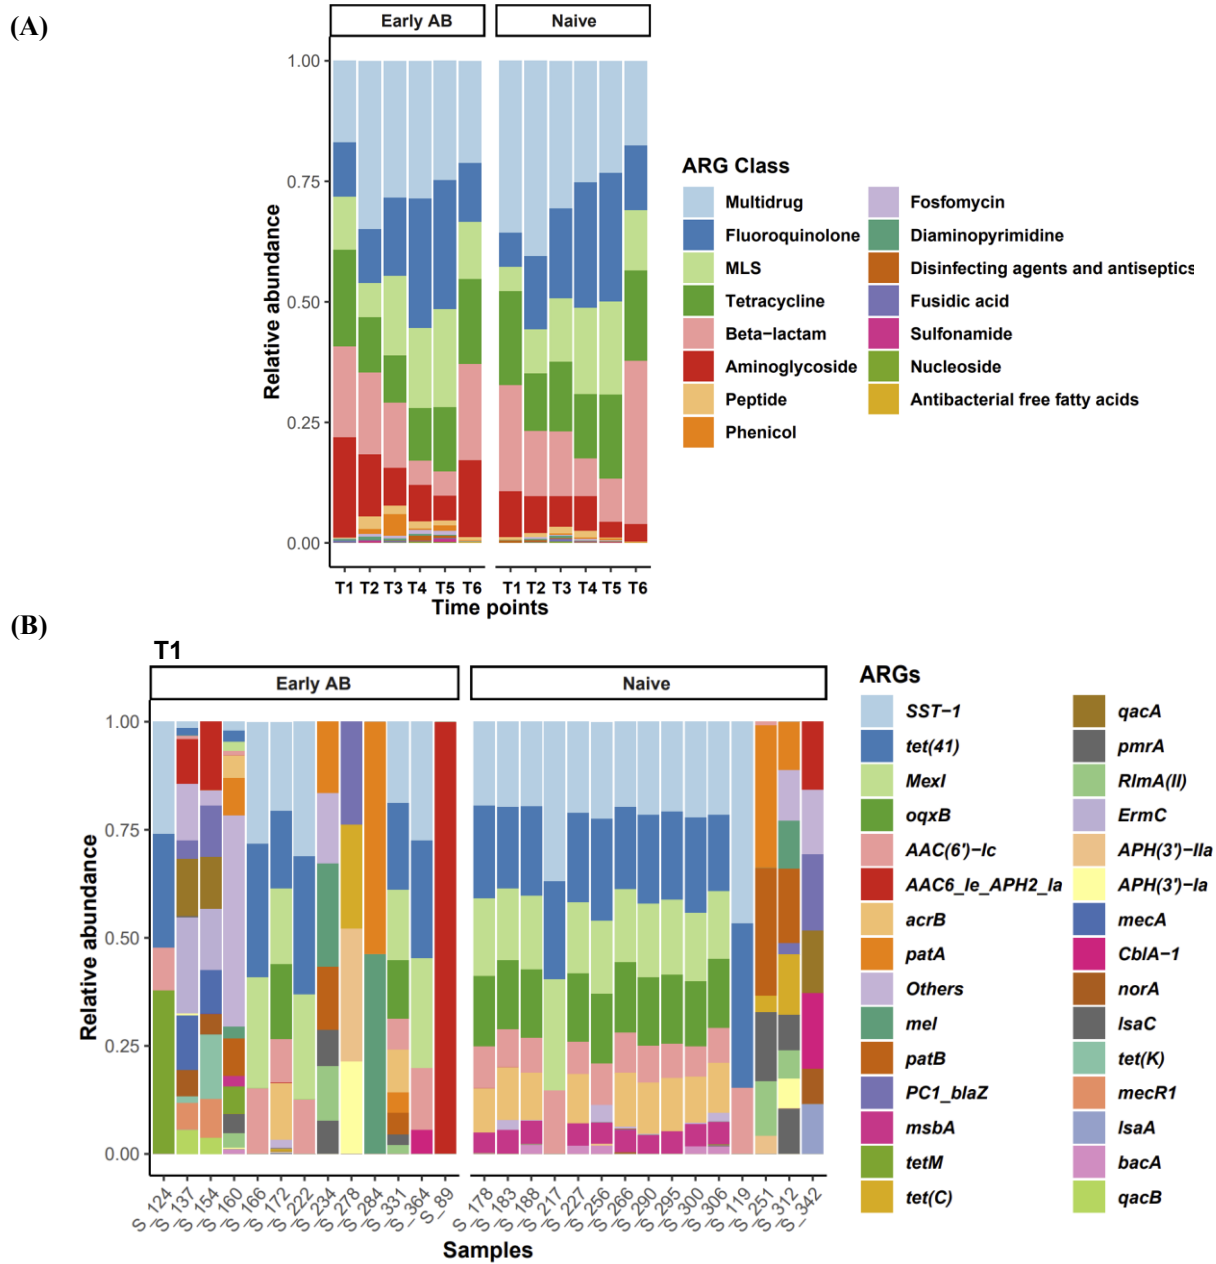 (A)
Early AB
Naive
1.00
0.75
0.50
0.25
0.00
Relative abundance
T1 T2 T3 T4 T5 T6
T1 T2 T3 T4 T5 T6
Time points
ARG Class
Multidrug
Fluoroquinolone
MLS
Tetracycline
Beta−lactam
Aminoglycoside
Peptide
Phenicol
Fosfomycin
Diaminopyrimidine
Disinfecting agents and antiseptics
Fusidic acid
Sulfonamide
Nucleoside
Antibacterial free fatty acids
(B)
T1
Early AB
Naive
1.00
0.75
0.50
0.25
0.00
Relative abundance
S_124
S_137
S_154
S_160
S_166
S_172
S_222
S_234
S_278
S_284
S_331
S_364
S_89
S_178
S_183
S_188
S_217
S_227
S_256
S_266
S_290
S_295
S_300
S_306
S_119
S_251
S_312
S_342
Samples
ARGs
SST−1
tet(41)
MexI
oqxB
AAC(6')−Ic
AAC6_Ie_APH2_Ia
acrB
patA
Others
mel
patB
PC1_blaZ
msbA
tetM
tet(C)
qacA
pmrA
RlmA(II)
ErmC
APH(3')−IIa
APH(3')−Ia
mecA
CblA−1
norA
lsaC
tet(K)
mecR1
lsaA
bacA
qacB